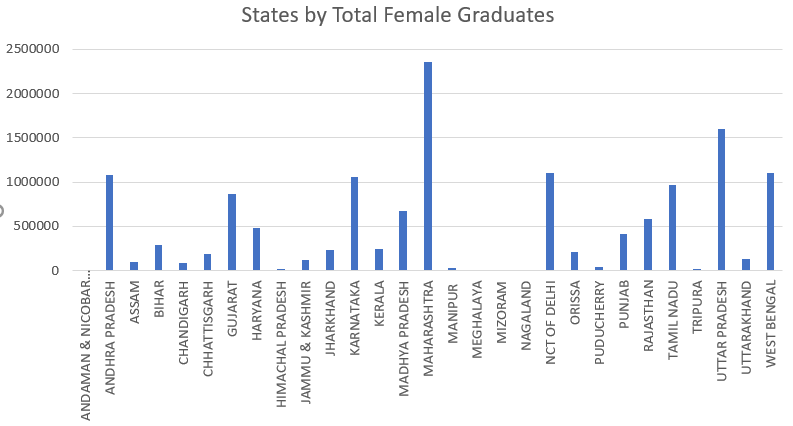 States by Total Female Graduates
2500000
2000000
1500000
1000000
500000
0
ANDAMAN & NICOBAR...
ANDHRA PRADESH
ASSAM
BIHAR
CHANDIGARH
CHHATTISGARH
GUJARAT
HARYANA
HIMACHAL PRADESH
JAMMU & KASHMIR
JHARKHAND
KARNATAKA
KERALA
MADHYA PRADESH
MAHARASHTRA
MANIPUR
MEGHALAYA
MIZORAM
NAGALAND
NCT OF DELHI
ORISSA
PUDUCHERRY
PUNJAB
RAJASTHAN
TAMIL NADU
TRIPURA
UTTAR PRADESH
UTTARAKHAND
WEST BENGAL